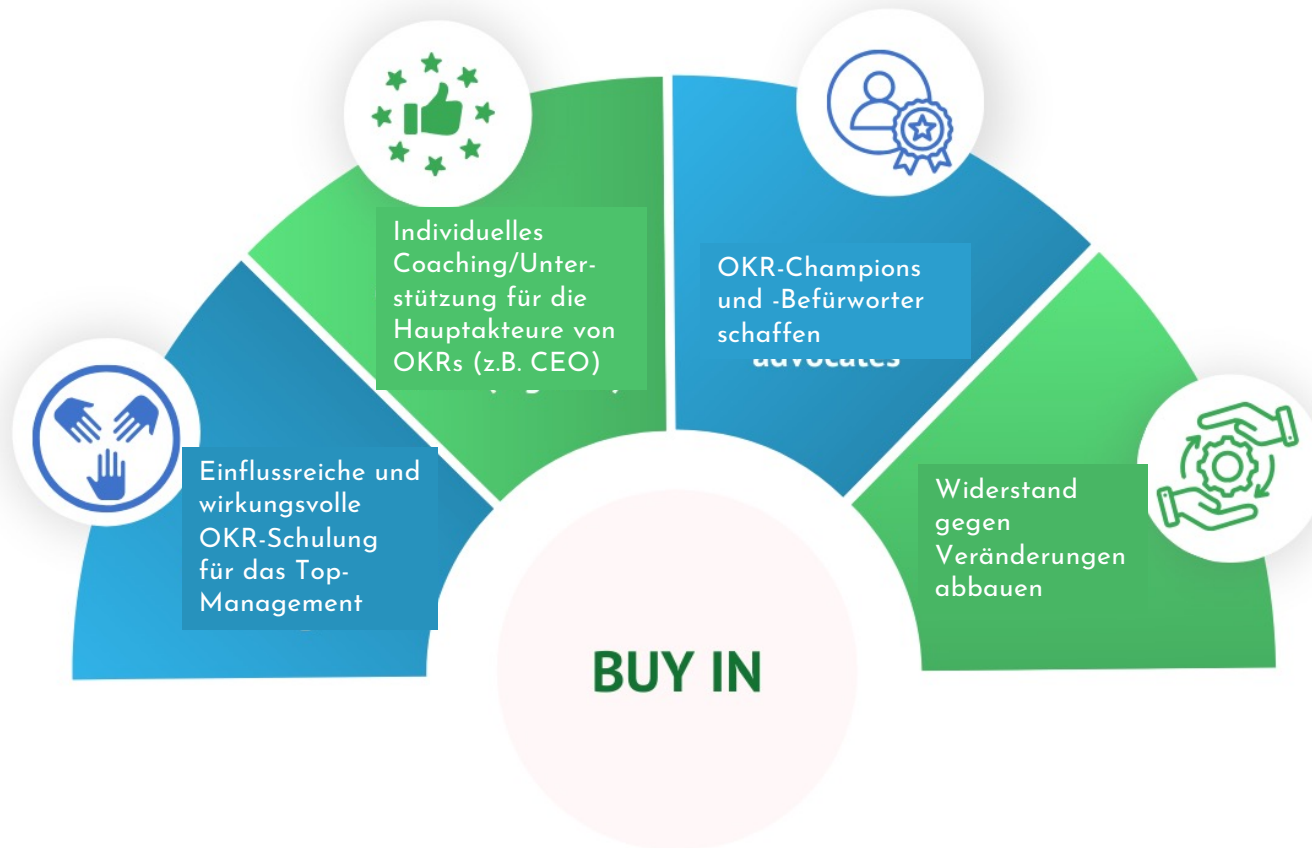 Individuelles
Coaching/Unter-
stützung für die
Hauptakteure von
OKRs (z.B. CEO)
OKR-Champions
und -Befürworter
schaffen
advocates
Einflussreiche und
wirkungsvolle
OKR-Schulung
für das Top-
Management
Widerstand
gegen
Veränderungen
abbauen
BUY IN